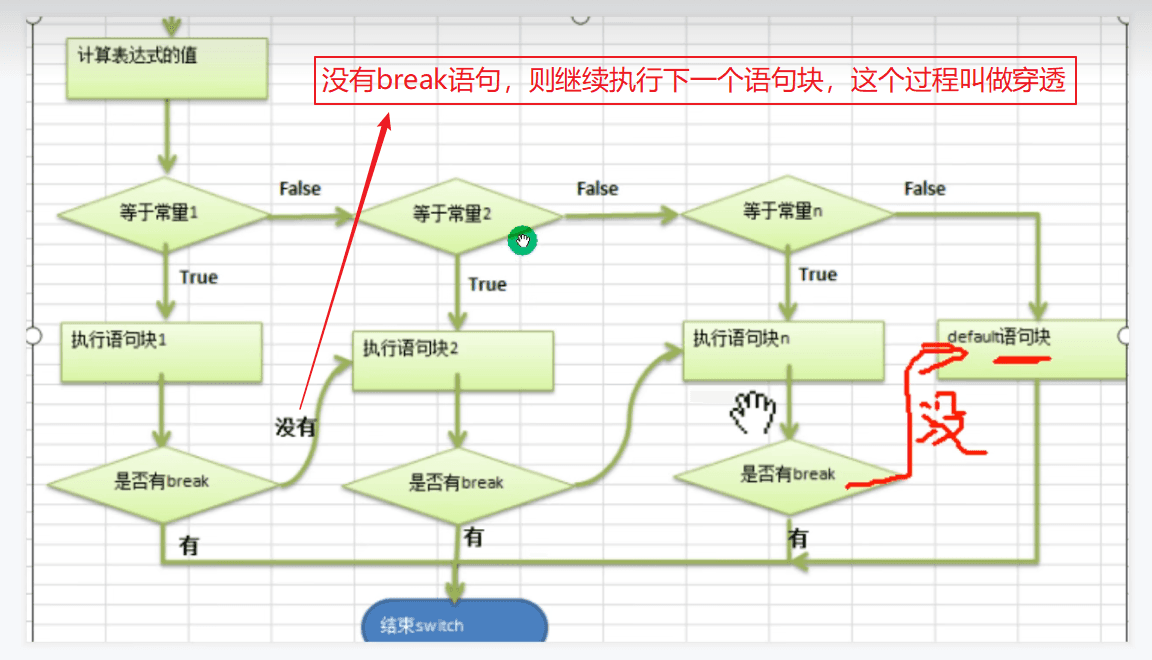 计算表达式的值
没有break语句，则继续执行下一个语句块，这个过程叫做穿透
False
False
False
等于常量1
等于常量2
等于常量n
True
True
True
执行语句块1
执行语句块2
执行语句块n
default语句块
没有
没
是否有break
是否有break
是否有break
有
有
有
结束switch